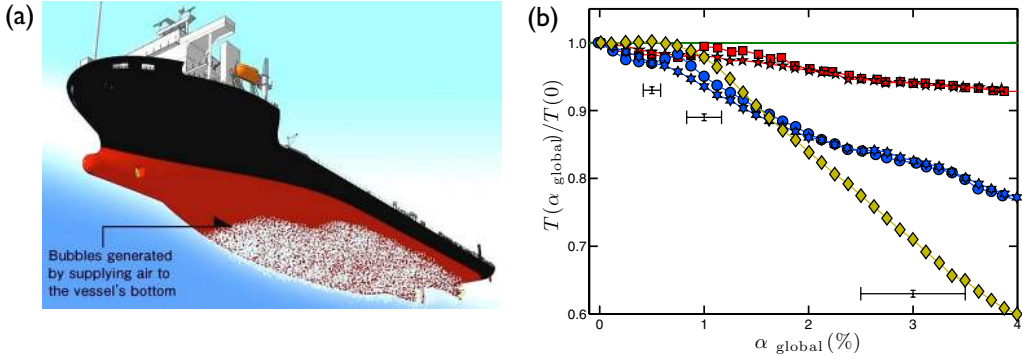 (a)
Bubbles generated
by supplying air to
the vessel's bottom
(b)
T(α global)/T(0)
1.0
0.9
0.8
0.7
0.6
0 1 2 3 4
α global(%)